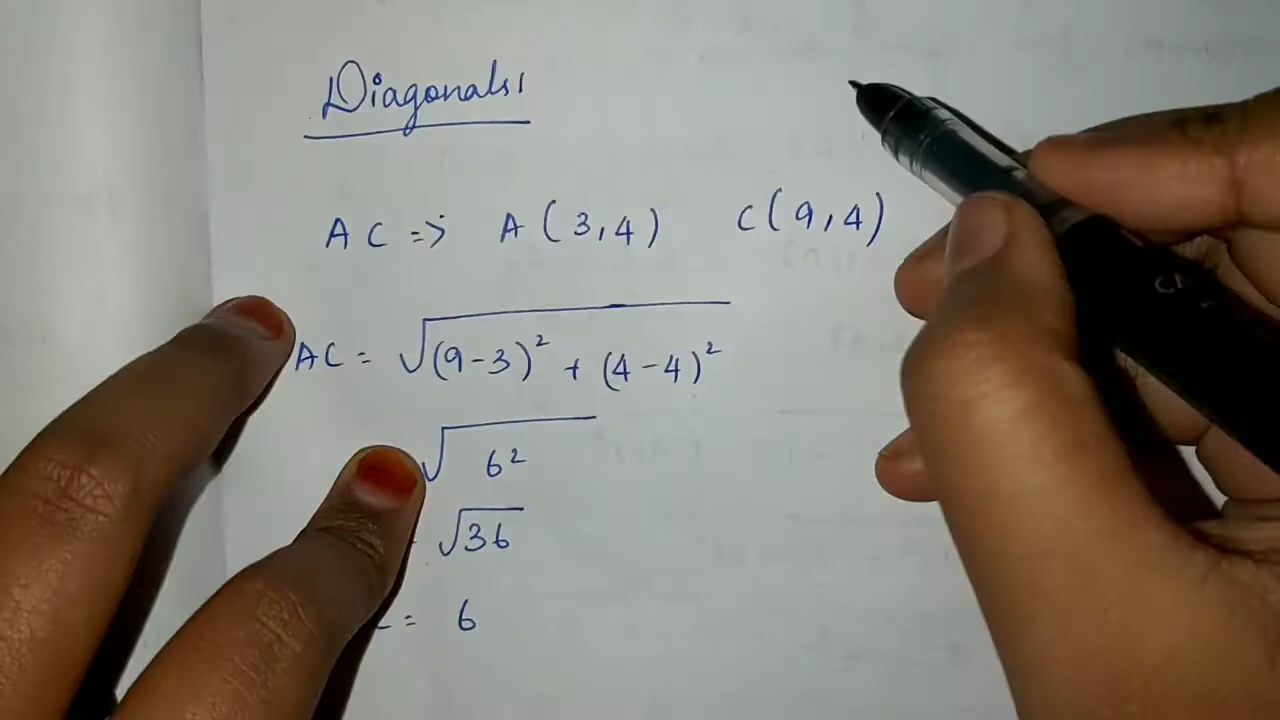 Diagonals:
AC => A(3,4) C(9,4)
AC = √(9-3)² + (4-4)²
√6²
√36
= 6